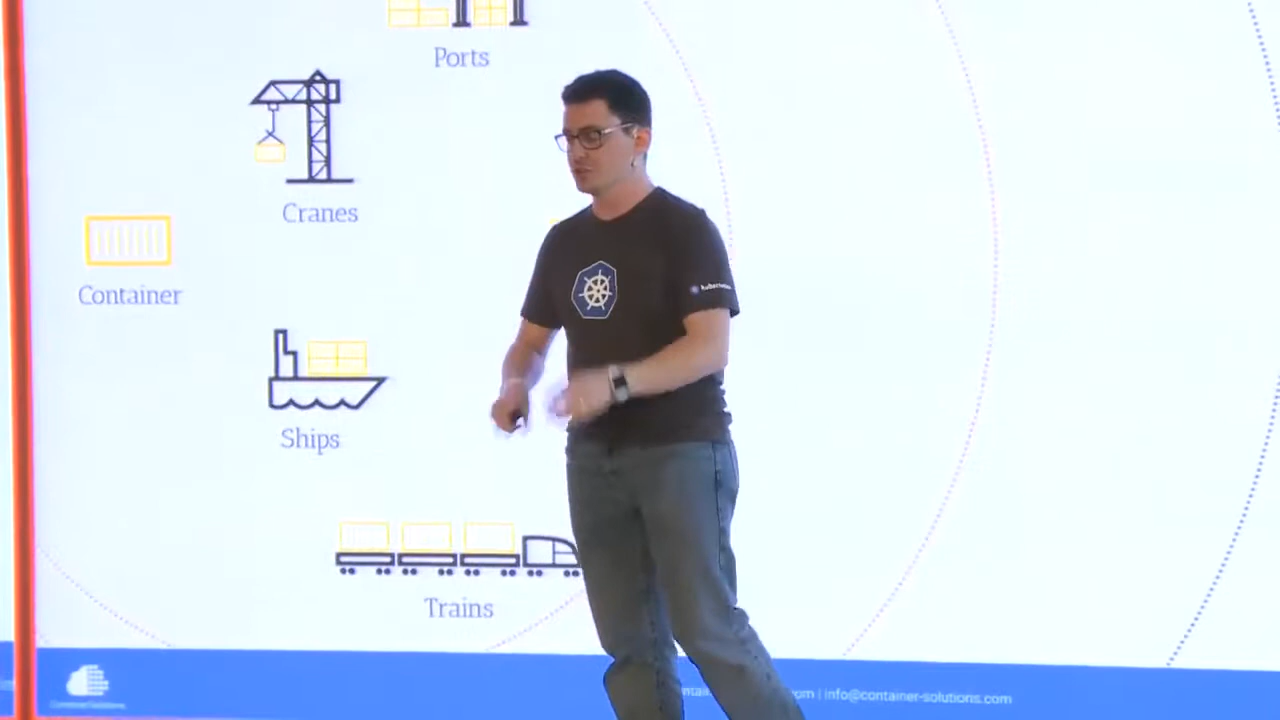 Ports
Cranes
Container
Ships
Trains
info@container-solutions.com